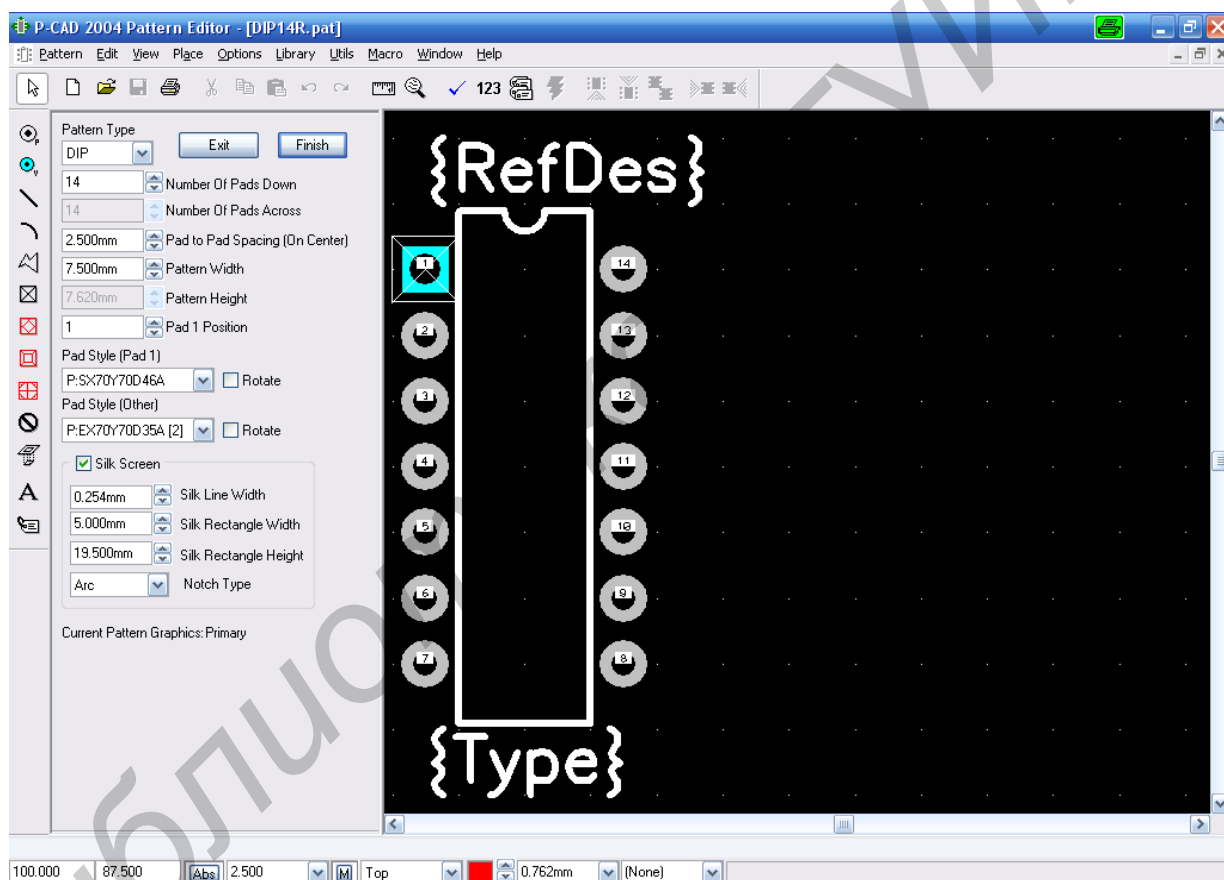 P-CAD 2004 Pattern Editor - [DIP14R.pat]
Pattern Edit View Place Options Library Utils Macro Window Help
123
Pattern Type
DIP Exit Finish
14 Number Of Pads Down
14 Number Of Pads Across
2.500mm Pad to Pad Spacing (On Center)
7.500mm Pattern Width
7.620mm Pattern Height
1 Pad 1 Position
Pad Style (Pad 1)
P:SX70Y70D46A Rotate
Pad Style (Other)
P:EX70Y70D35A [2] Rotate
Silk Screen
0.254mm Silk Line Width
5.000mm Silk Rectangle Width
19.500mm Silk Rectangle Height
Arc Notch Type
Current Pattern Graphics: Primary
A
{RefDes}
1 14
2 13
3 12
4 11
5 10
6 9
7 8
{Type}
100.000 87.500 Abs 2.500 M Top 0.762mm (None)